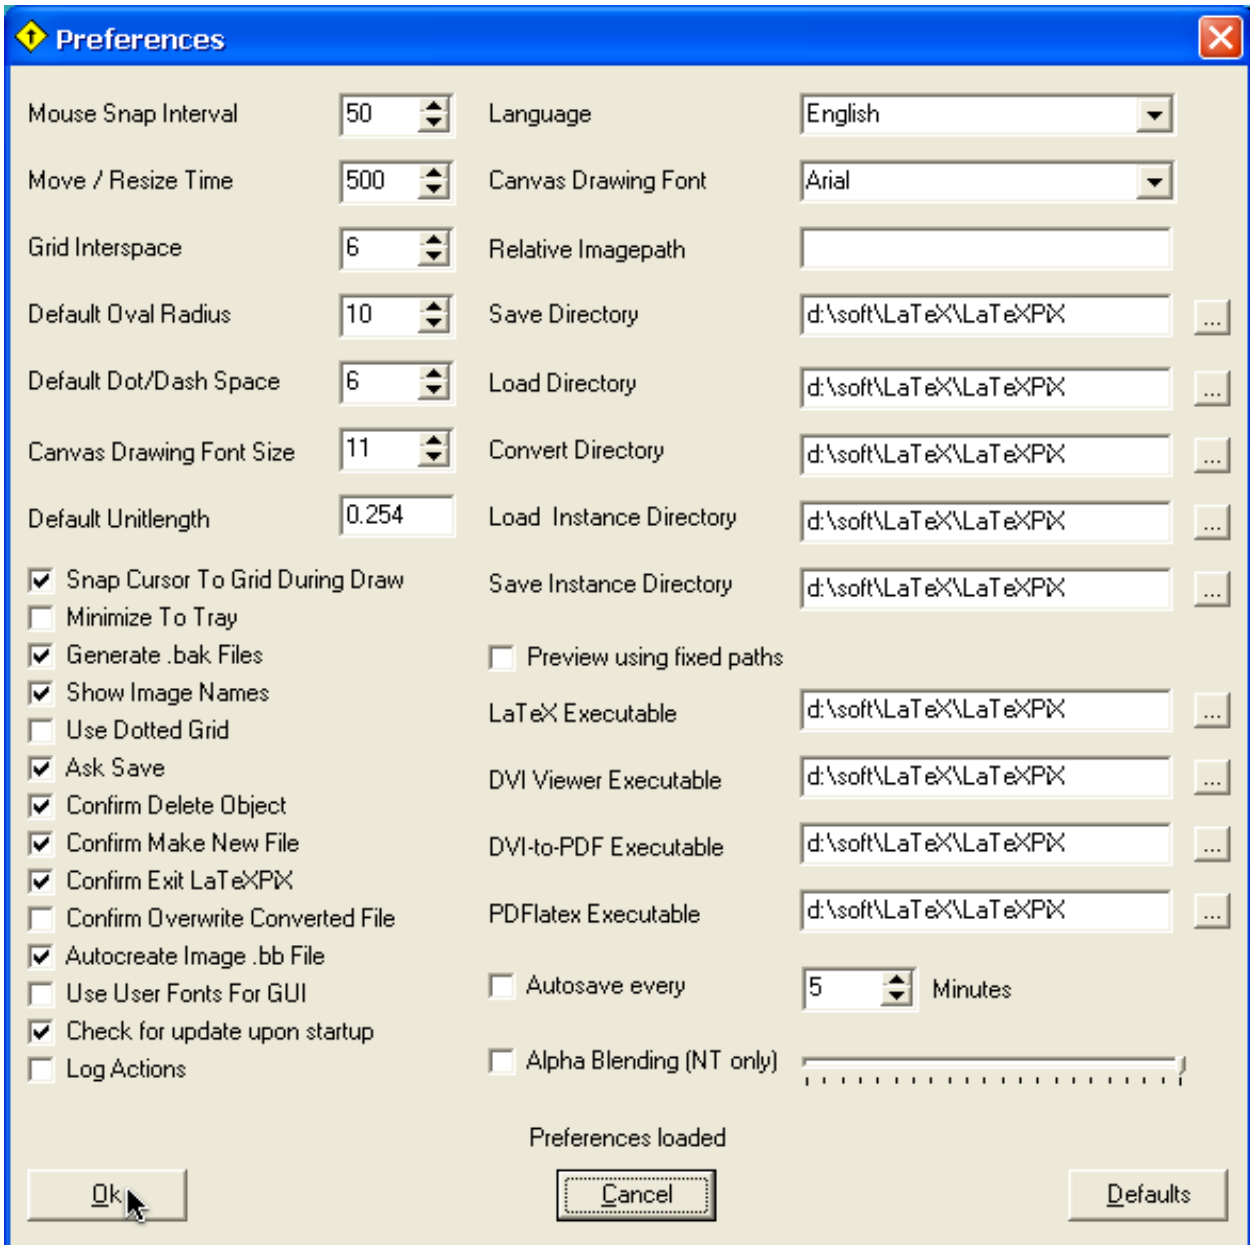 Preferences
Mouse Snap Interval 50 Language English
Move / Resize Time 500 Canvas Drawing Font Arial
Grid Interspace 6 Relative Imagepath
Default Oval Radius 10 Save Directory d:\soft\LaTeX\LaTeXPiX ...
Default Dot/Dash Space 6 Load Directory d:\soft\LaTeX\LaTeXPiX ...
Canvas Drawing Font Size 11 Convert Directory d:\soft\LaTeX\LaTeXPiX ...
Default Unitlength 0.254 Load Instance Directory d:\soft\LaTeX\LaTeXPiX ...
Snap Cursor To Grid During Draw Save Instance Directory d:\soft\LaTeX\LaTeXPiX ...
Minimize To Tray
Generate .bak Files Preview using fixed paths
Show Image Names
LaTeX Executable d:\soft\LaTeX\LaTeXPiX ...
Use Dotted Grid
Ask Save
DVI Viewer Executable d:\soft\LaTeX\LaTeXPiX ...
Confirm Delete Object
Confirm Make New File DVI-to-PDF Executable d:\soft\LaTeX\LaTeXPiX ...
Confirm Exit LaTeXPiX
Confirm Overwrite Converted File PDFlatex Executable d:\soft\LaTeX\LaTeXPiX ...
Autocreate Image .bb File
Use User Fonts For GUI Autosave every 5 Minutes
Check for update upon startup
Log Actions Alpha Blending (NT only)
Preferences loaded
Ok Cancel Defaults